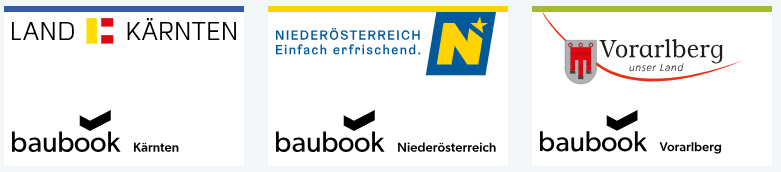 LAND KÄRNTEN
baubook Kärnten
NIEDERÖSTERREICH
Einfach erfrischend.
N
baubook Niederösterreich
Vorarlberg
unser Land
baubook Vorarlberg